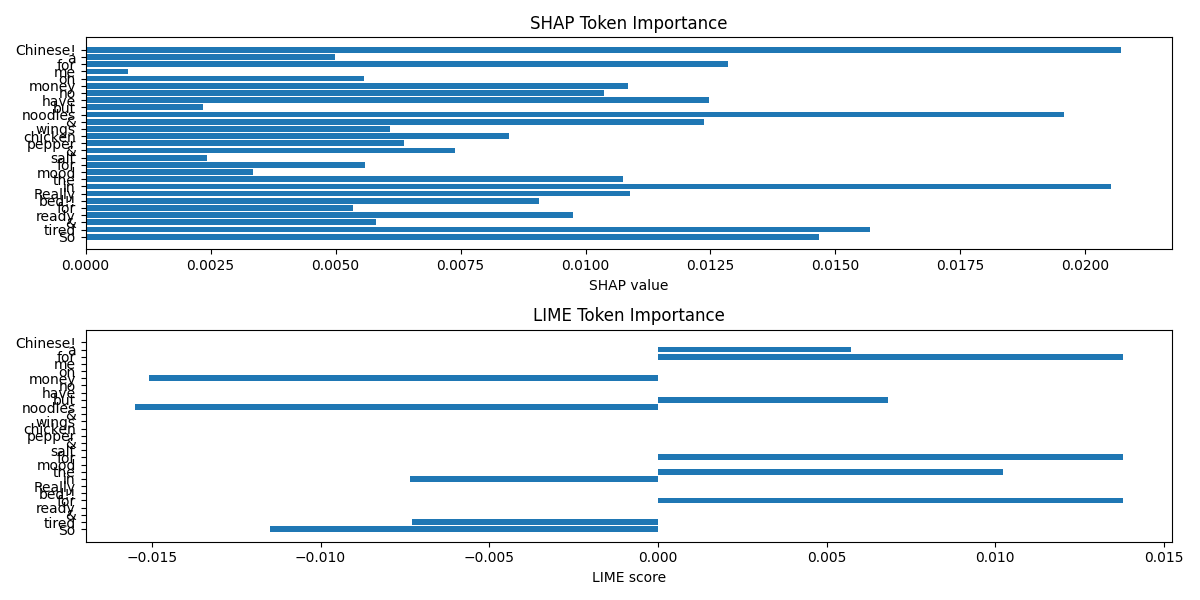 SHAP Token Importance
Chinese!
a
for
me
on
money
no
have
but
noodles
&
wings
chicken
pepper
&
salt
for
mood
the
in
Really
bed!!
for
ready
&
tired
So
0.0000 0.0025 0.0050 0.0075 0.0100 0.0125 0.0150 0.0175 0.0200
SHAP value
LIME Token Importance
Chinese!
a
for
me
on
money
no
have
but
noodles
&
wings
chicken
pepper
&
salt
for
mood
the
in
Really
bed!!
for
ready
&
tired
So
−0.015 −0.010 −0.005 0.000 0.005 0.010 0.015
LIME score